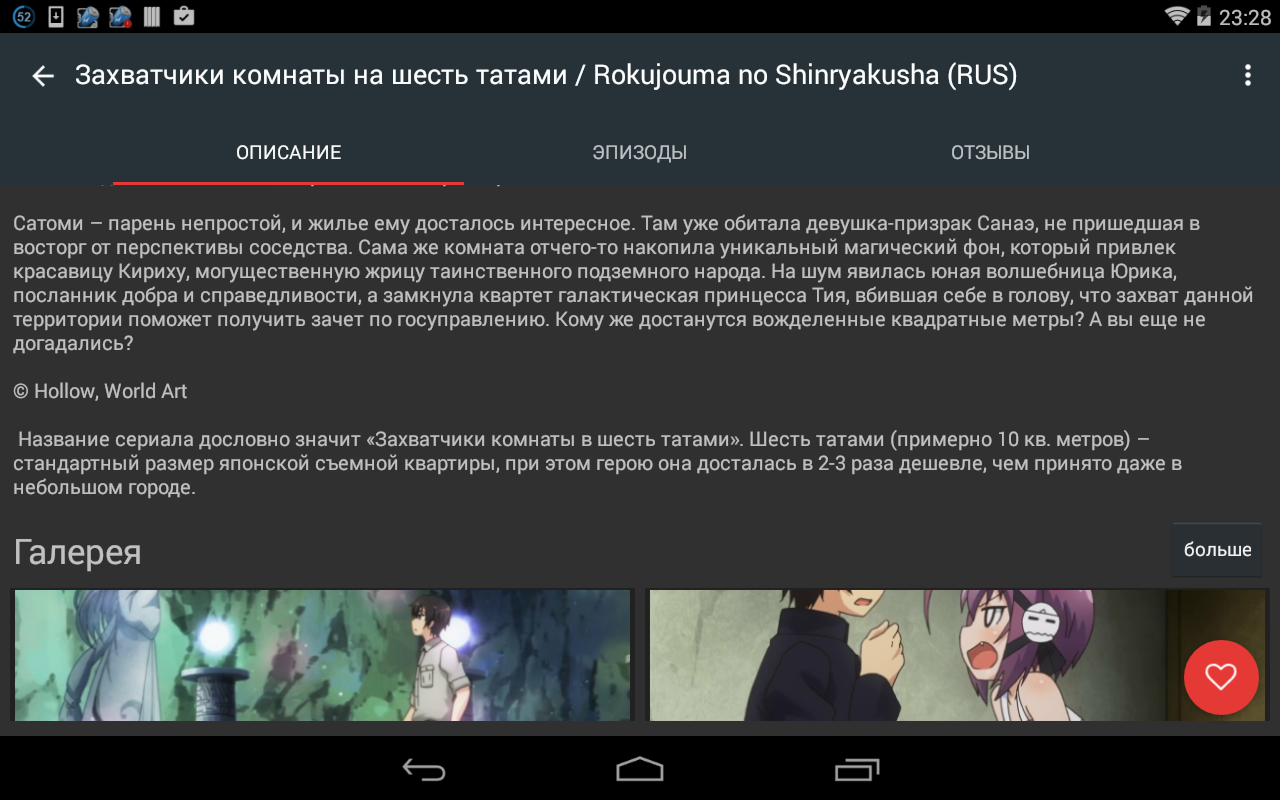 52
23:28
Захватчики комнаты на шесть татами / Rokujouma no Shinryakusha (RUS)
ОПИСАНИЕ
ЭПИЗОДЫ
ОТЗЫВЫ
Сатоми – парень непростой, и жилье ему досталось интересное. Там уже обитала девушка-призрак Санаэ, не пришедшая в
восторг от перспективы соседства. Сама же комната отчего-то накопила уникальный магический фон, который привлек
красавицу Кириху, могущественную жрицу таинственного подземного народа. На шум явилась юная волшебница Юрика,
посланник добра и справедливости, а замкнула квартет галактическая принцесса Тия, вбившая себе в голову, что захват данной
территории поможет получить зачет по госуправлению. Кому же достанутся вожделенные квадратные метры? А вы еще не
догадались?
© Hollow, World Art
Название сериала дословно значит «Захватчики комнаты в шесть татами». Шесть татами (примерно 10 кв. метров) –
стандартный размер японской съемной квартиры, при этом герою она досталась в 2-3 раза дешевле, чем принято даже в
небольшом городе.
Галерея
больше